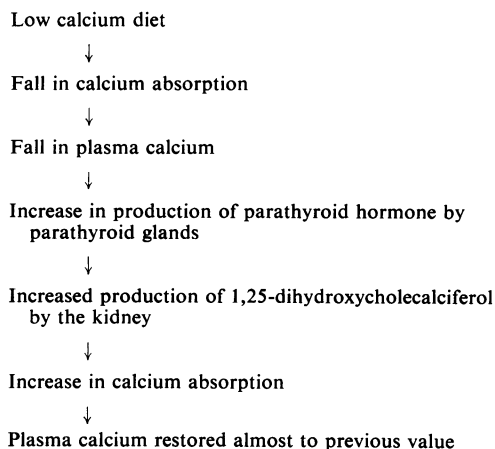 Low calcium diet
↓
Fall in calcium absorption
↓
Fall in plasma calcium
↓
Increase in production of parathyroid hormone by
parathyroid glands
↓
Increased production of 1,25-dihydroxycholecalciferol
by the kidney
↓
Increase in calcium absorption
↓
Plasma calcium restored almost to previous value